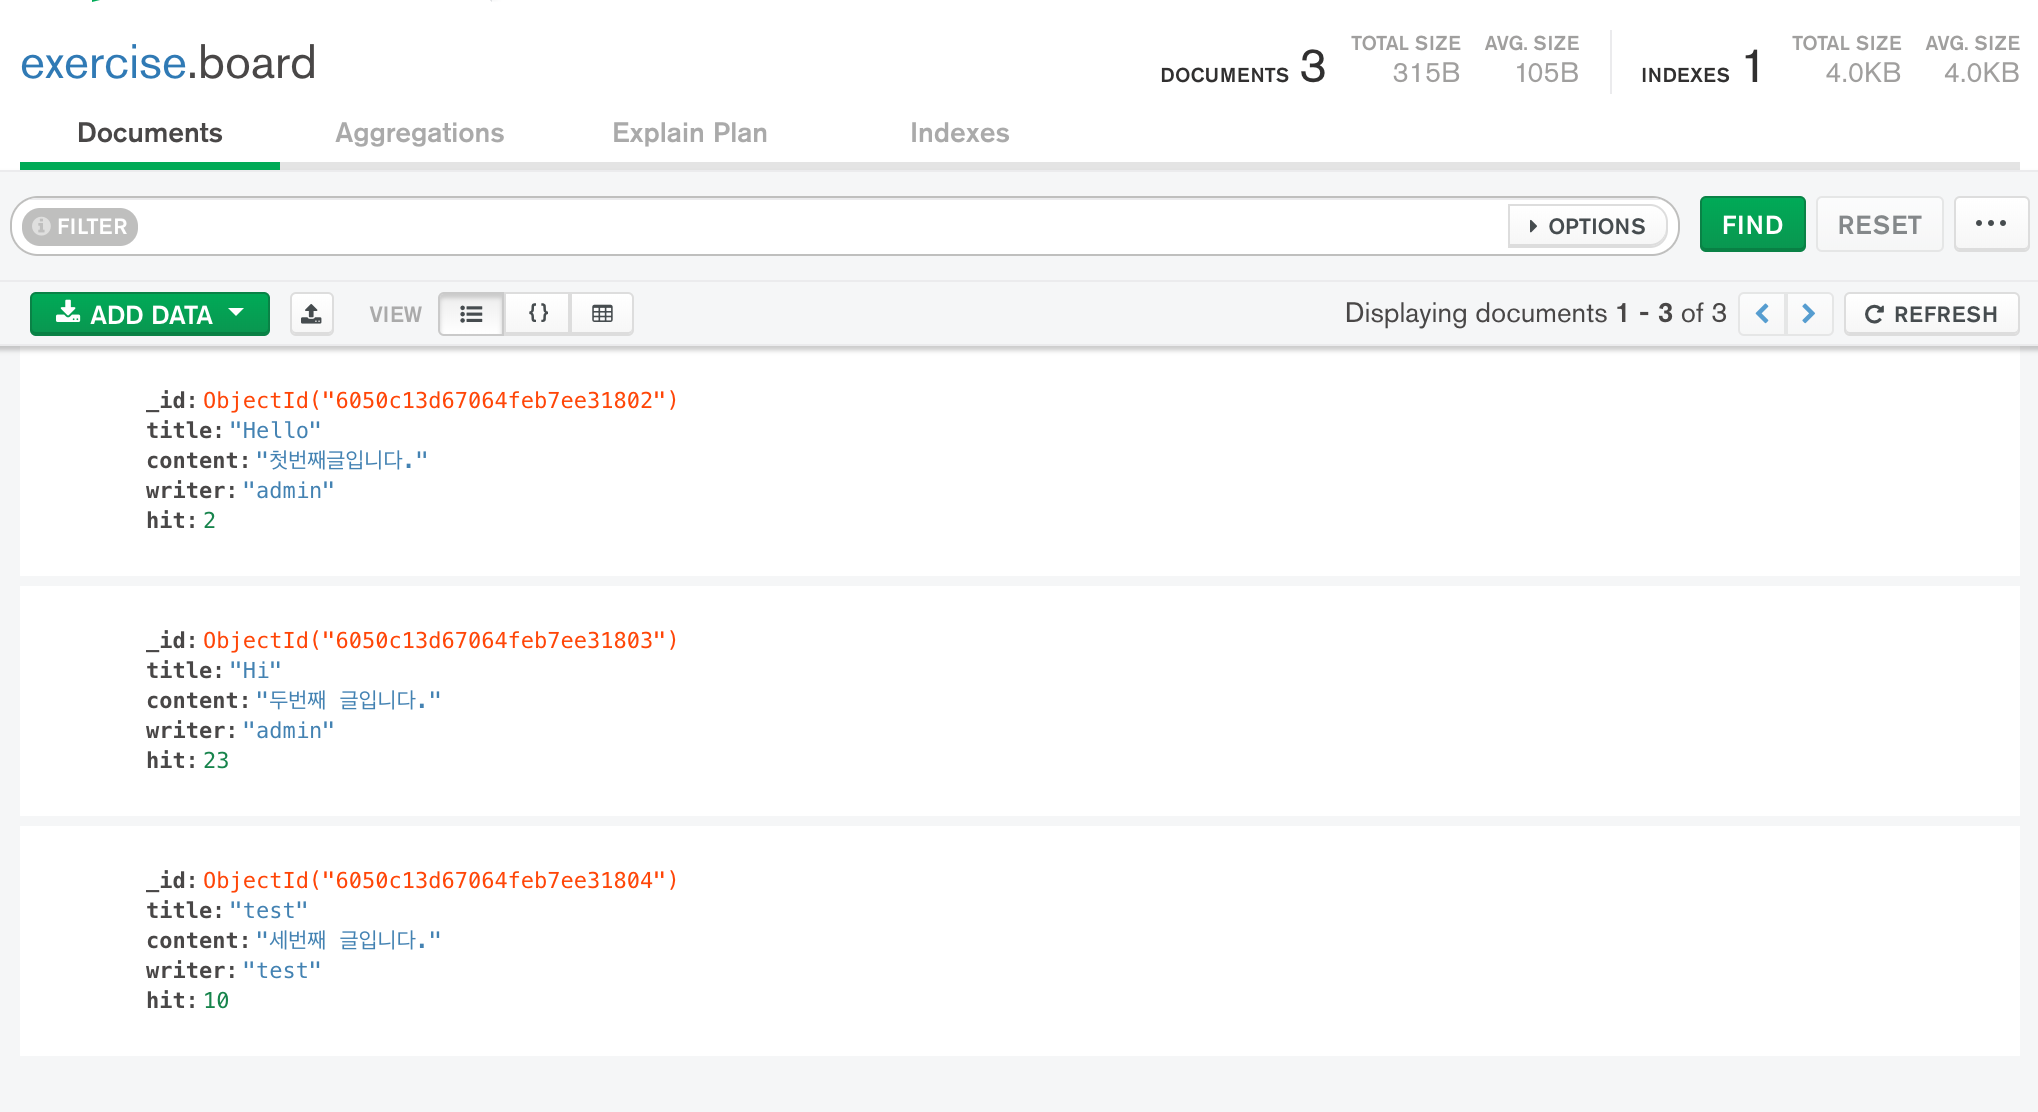 exercise.board
DOCUMENTS 3 TOTAL SIZE 315B AVG. SIZE 105B INDEXES 1 TOTAL SIZE 4.0KB AVG. SIZE 4.0KB
Documents Aggregations Explain Plan Indexes
FILTER OPTIONS FIND RESET ...
ADD DATA VIEW {} Displaying documents 1 - 3 of 3 REFRESH
_id: ObjectId("6050c13d67064feb7ee31802")
title: "Hello"
content: "첫번째글입니다."
writer: "admin"
hit: 2
_id: ObjectId("6050c13d67064feb7ee31803")
title: "Hi"
content: "두번째 글입니다."
writer: "admin"
hit: 23
_id: ObjectId("6050c13d67064feb7ee31804")
title: "test"
content: "세번째 글입니다."
writer: "test"
hit: 10